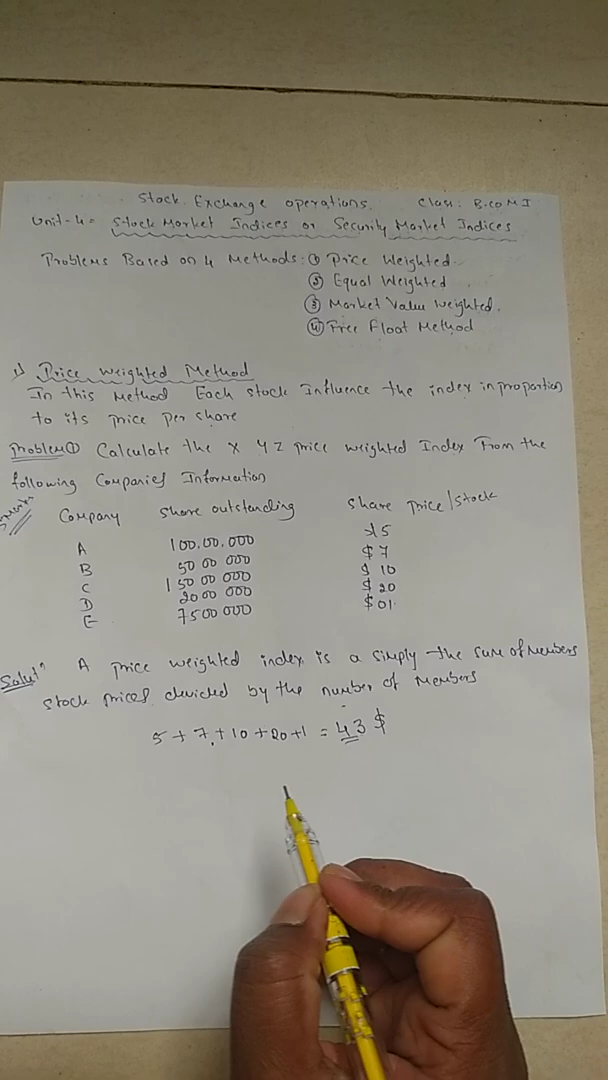 Stock Exchange operations. Class: B.com I
Unit-4 = Stock Market Indices or Security Market Indices
Problems Based on 4 Methods: ① Price Weighted.
② Equal Weighted
③ Market Value Weighted.
④ Free Float Method
1) Price Weighted Method
In this Method Each stock Influence the index in proportion
to its price per share
Problem ① Calculate the X Y Z price weighted Index From the
following Companies Information
Company Share outstanding Share price/stock
A 100,00,000 $5
B 50 00 000 $7
C 150 00 000 $10
D 2000 000 $20
E 7500 000 $01
Solutn A price weighted index is a simply the sum of Members
stock prices devided by the number of Members
5 + 7 + 10 + 20 + 1 = 43 $